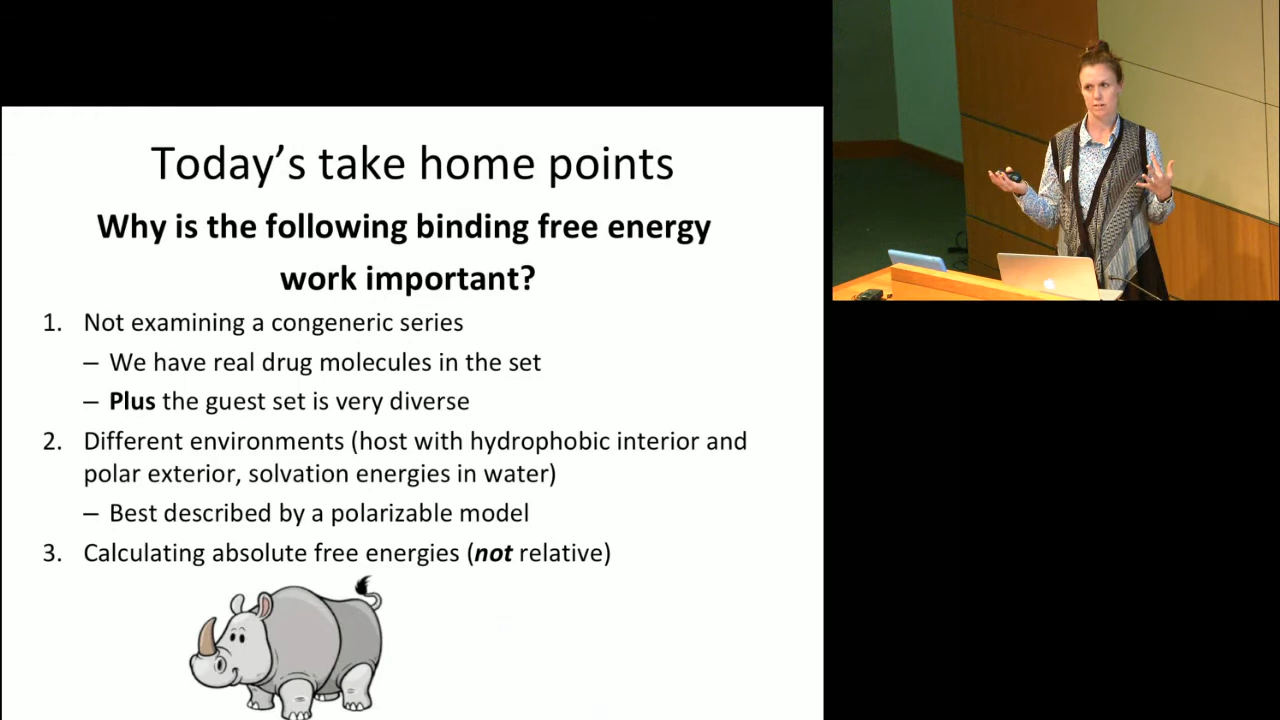 Today's take home points
Why is the following binding free energy
work important?
1. Not examining a congeneric series
– We have real drug molecules in the set
– Plus the guest set is very diverse
2. Different environments (host with hydrophobic interior and
polar exterior, solvation energies in water)
– Best described by a polarizable model
3. Calculating absolute free energies (not relative)